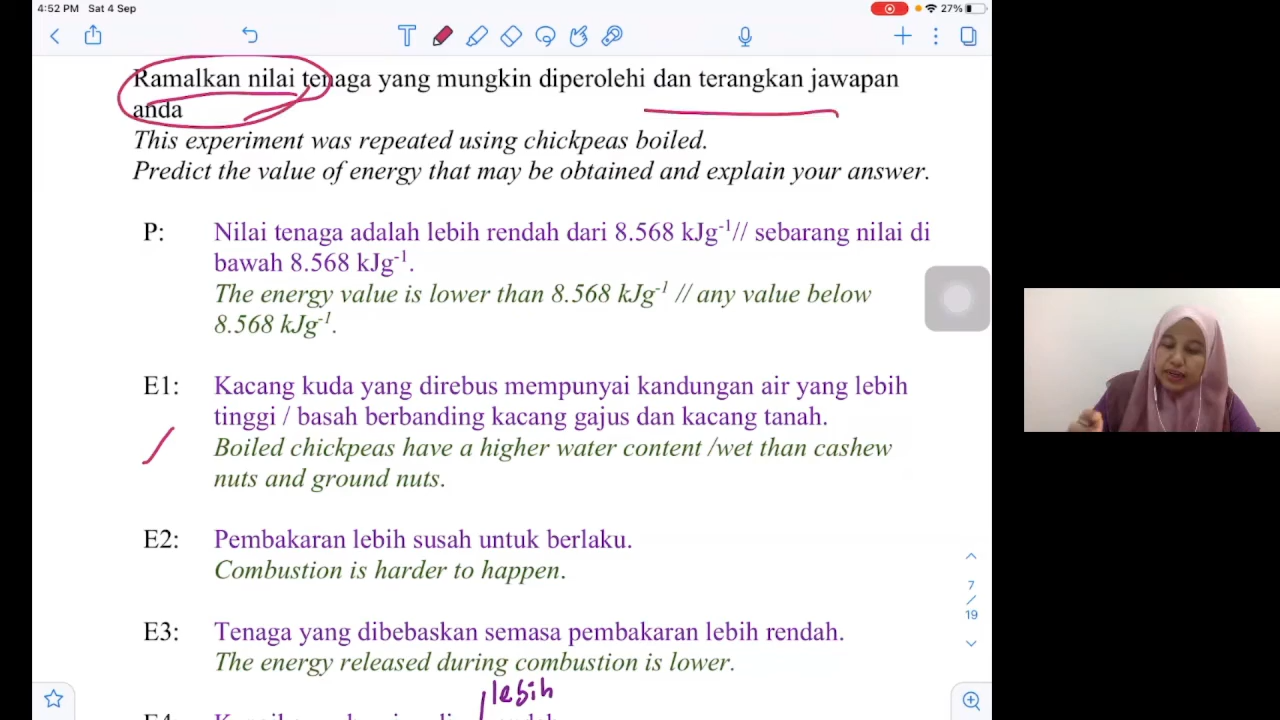 4:52 PM Sat 4 Sep
27%
T
Ramalkan nilai tenaga yang mungkin diperolehi dan terangkan jawapan
anda
This experiment was repeated using chickpeas boiled.
Predict the value of energy that may be obtained and explain your answer.
P: Nilai tenaga adalah lebih rendah dari 8.568 kJg⁻¹// sebarang nilai di
bawah 8.568 kJg⁻¹.
The energy value is lower than 8.568 kJg⁻¹ // any value below
8.568 kJg⁻¹.
E1: Kacang kuda yang direbus mempunyai kandungan air yang lebih
tinggi / basah berbanding kacang gajus dan kacang tanah.
Boiled chickpeas have a higher water content /wet than cashew
nuts and ground nuts.
E2: Pembakaran lebih susah untuk berlaku.
Combustion is harder to happen.
7
/
19
E3: Tenaga yang dibebaskan semasa pembakaran lebih rendah.
The energy released during combustion is lower.
lebih